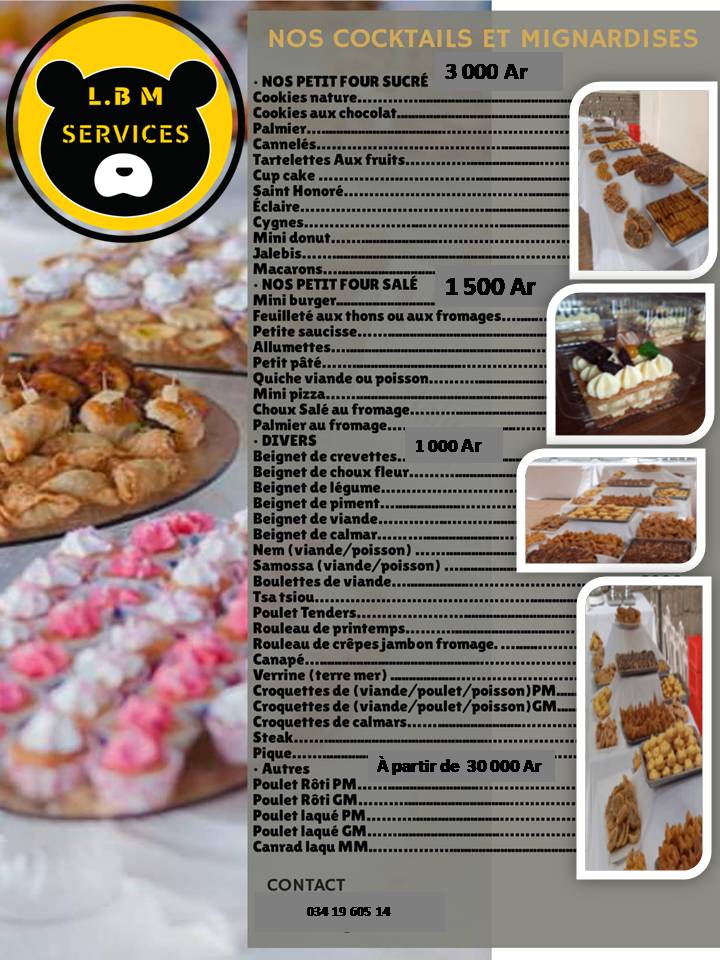 L.B M
SERVICES
NOS COCKTAILS ET MIGNARDISES
· NOS PETIT FOUR SUCRÉ 3 000 Ar
Cookies nature
Cookies aux chocolat
Palmier
Cannelés
Tartelettes Aux fruits
Cup cake
Saint Honoré
Éclaire
Cygnes
Mini donut
Jalebis
Macarons
· NOS PETIT FOUR SALÉ 1 500 Ar
Mini burger
Feuilleté aux thons ou aux fromages
Petite saucisse
Allumettes
Petit pâté
Quiche viande ou poisson
Mini pizza
Choux Salé au fromage
Palmier au fromage
· DIVERS 1 000 Ar
Beignet de crevettes
Beignet de choux fleur
Beignet de légume
Beignet de piment
Beignet de viande
Beignet de calmar
Nem (viande/poisson)
Samossa (viande/poisson)
Boulettes de viande
Tsa tsiou
Poulet Tenders
Rouleau de printemps
Rouleau de crêpes jambon fromage.
Canapé
Verrine (terre mer)
Croquettes de (viande/poulet/poisson)PM
Croquettes de (viande/poulet/poisson)GM
Croquettes de calmars
Steak
Pique
· Autres À partir de 30 000 Ar
Poulet Rôti PM
Poulet Rôti GM
Poulet laqué PM
Poulet laqué GM
Canrad laqu MM
CONTACT
034 19 605 14